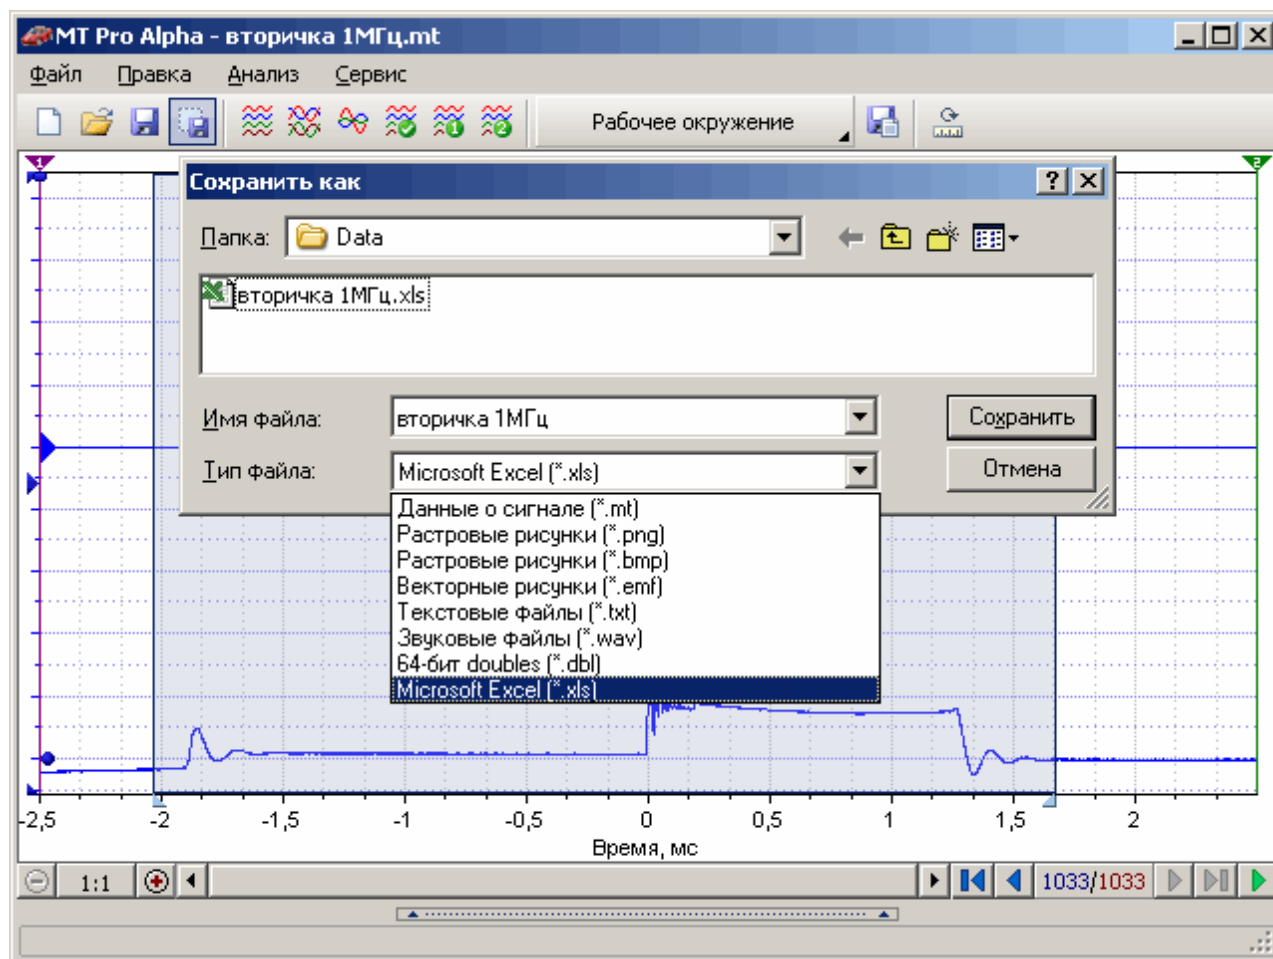 MT Pro Alpha - вторичка 1МГц.mt
Файл Правка Анализ Сервис
1 2 Рабочее окружение
1 2
Сохранить как
Папка: Data
вторичка 1МГц.xls
Имя файла: вторичка 1МГц Сохранить
Тип файла: Microsoft Excel (*.xls) Отмена
Данные о сигнале (*.mt)
Растровые рисунки (*.png)
Растровые рисунки (*.bmp)
Векторные рисунки (*.emf)
Текстовые файлы (*.txt)
Звуковые файлы (*.wav)
64-бит doubles (*.dbl)
Microsoft Excel (*.xls)
-2,5 -2 -1,5 -1 -0,5 0 0,5 1 1,5 2
Время, мс
1:1 1033/1033